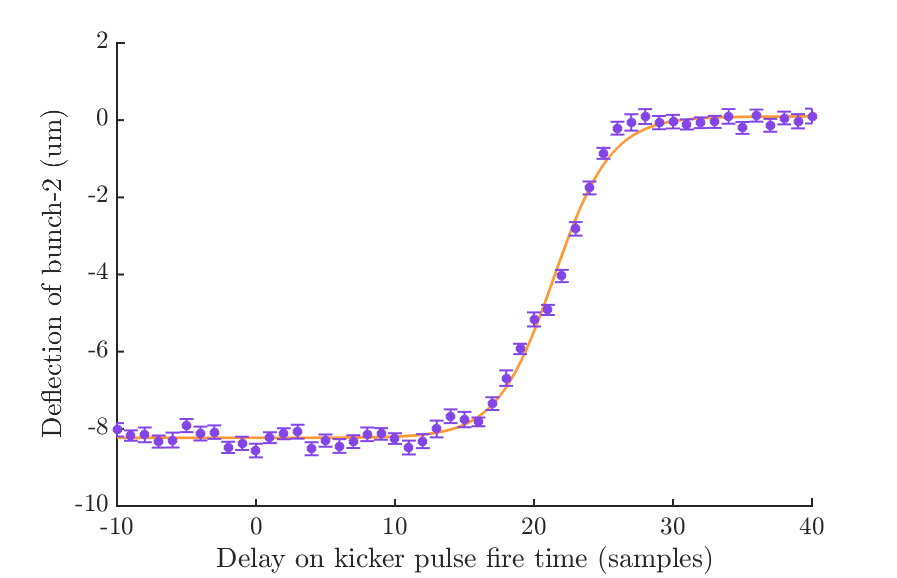 2
0
-2
-4
-6
-8
-10
-10 0 10 20 30 40
Delay on kicker pulse fire time (samples)
Deflection of bunch-2 (um)